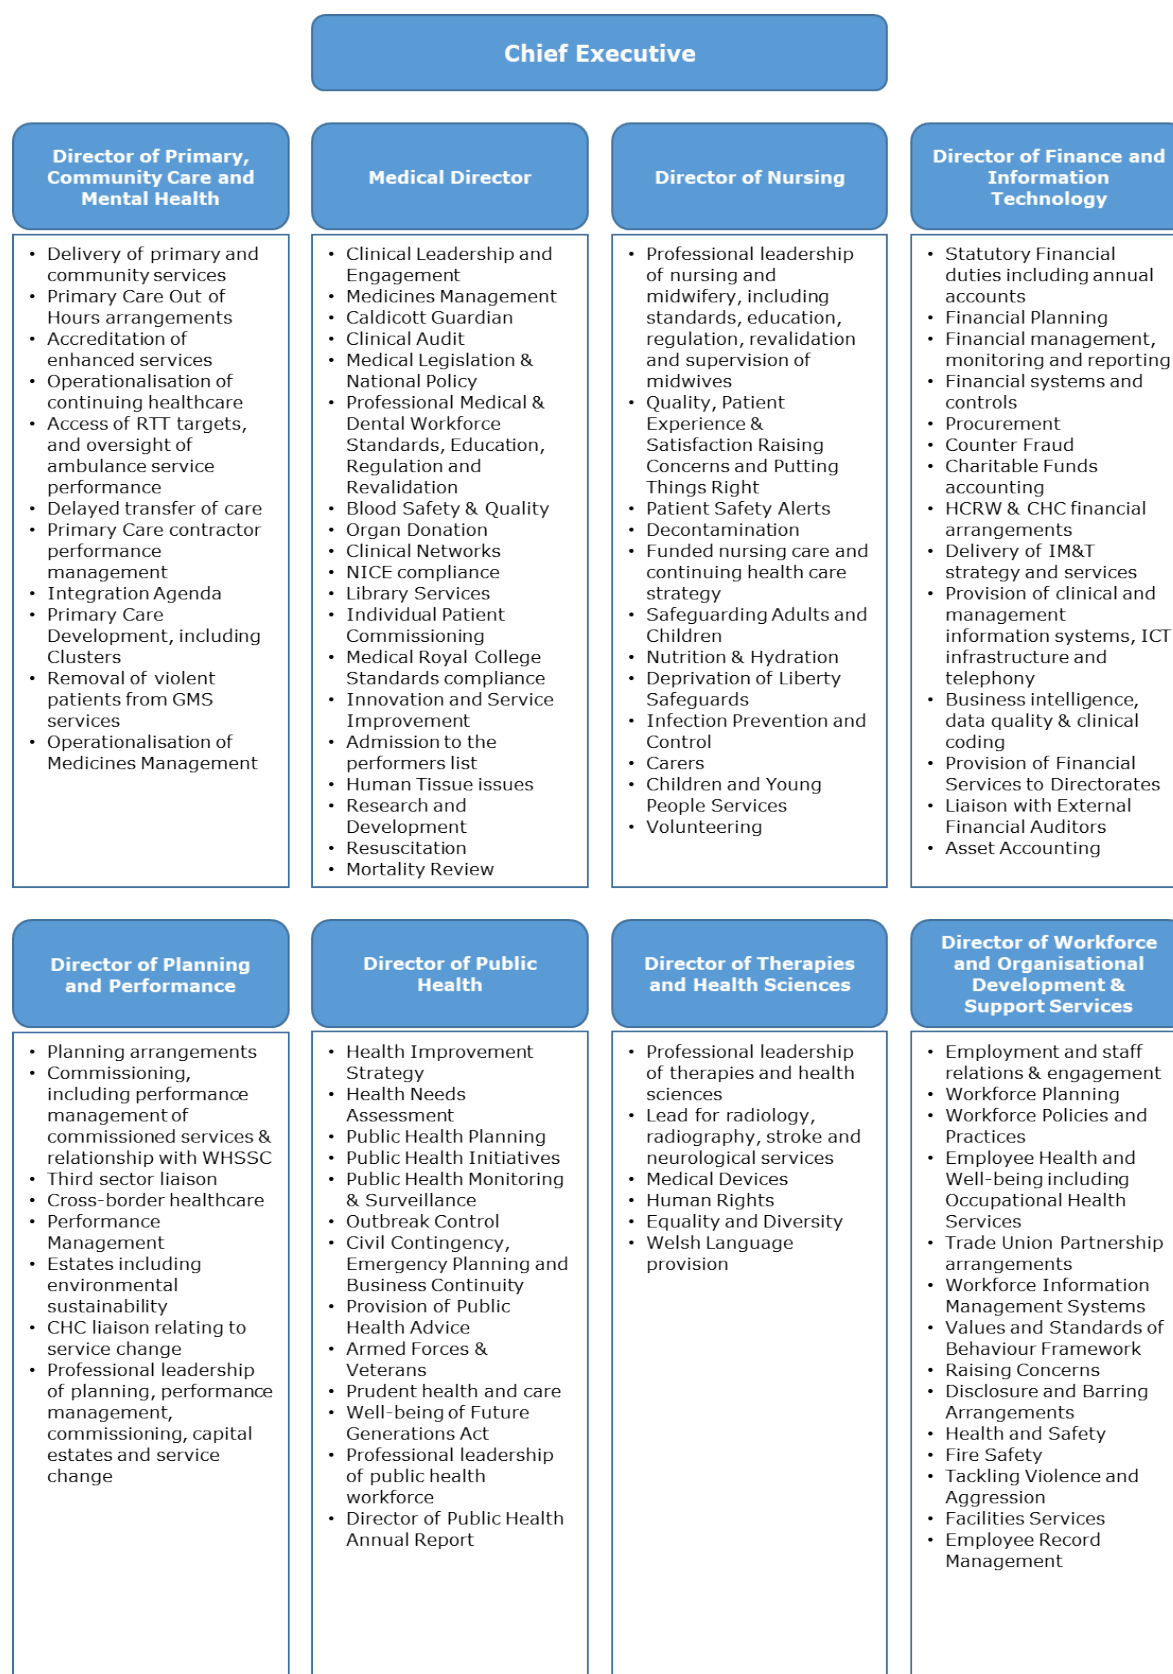 Chief Executive
Director of Primary,
Community Care and
Mental Health
• Delivery of primary and
community services
• Primary Care Out of
Hours arrangements
• Accreditation of
enhanced services
• Operationalisation of
continuing healthcare
• Access of RTT targets,
and oversight of
ambulance service
performance
• Delayed transfer of care
• Primary Care contractor
performance
management
• Integration Agenda
• Primary Care
Development, including
Clusters
• Removal of violent
patients from GMS
services
• Operationalisation of
Medicines Management
Medical Director
• Clinical Leadership and
Engagement
• Medicines Management
• Caldicott Guardian
• Clinical Audit
• Medical Legislation &
National Policy
• Professional Medical &
Dental Workforce
Standards, Education,
Regulation and
Revalidation
• Blood Safety & Quality
• Organ Donation
• Clinical Networks
• NICE compliance
• Library Services
• Individual Patient
Commissioning
• Medical Royal College
Standards compliance
• Innovation and Service
Improvement
• Admission to the
performers list
• Human Tissue issues
• Research and
Development
• Resuscitation
• Mortality Review
Director of Nursing
• Professional leadership
of nursing and
midwifery, including
standards, education,
regulation, revalidation
and supervision of
midwives
• Quality, Patient
Experience &
Satisfaction Raising
Concerns and Putting
Things Right
• Patient Safety Alerts
• Decontamination
• Funded nursing care and
continuing health care
strategy
• Safeguarding Adults and
Children
• Nutrition & Hydration
• Deprivation of Liberty
Safeguards
• Infection Prevention and
Control
• Carers
• Children and Young
People Services
• Volunteering
Director of Finance and
Information
Technology
• Statutory Financial
duties including annual
accounts
• Financial Planning
• Financial management,
monitoring and reporting
• Financial systems and
controls
• Procurement
• Counter Fraud
• Charitable Funds
accounting
• HCRW & CHC financial
arrangements
• Delivery of IM&T
strategy and services
• Provision of clinical and
management
information systems, ICT
infrastructure and
telephony
• Business intelligence,
data quality & clinical
coding
• Provision of Financial
Services to Directorates
• Liaison with External
Financial Auditors
• Asset Accounting
Director of Planning
and Performance
• Planning arrangements
• Commissioning,
including performance
management of
commissioned services &
relationship with WHSSC
• Third sector liaison
• Cross-border healthcare
• Performance
Management
• Estates including
environmental
sustainability
• CHC liaison relating to
service change
• Professional leadership
of planning, performance
management,
commissioning, capital
estates and service
change
Director of Public
Health
• Health Improvement
Strategy
• Health Needs
Assessment
• Public Health Planning
• Public Health Initiatives
• Public Health Monitoring
& Surveillance
• Outbreak Control
• Civil Contingency,
Emergency Planning and
Business Continuity
• Provision of Public
Health Advice
• Armed Forces &
Veterans
• Prudent health and care
• Well-being of Future
Generations Act
• Professional leadership
of public health
workforce
• Director of Public Health
Annual Report
Director of Therapies
and Health Sciences
• Professional leadership
of therapies and health
sciences
• Lead for radiology,
radiography, stroke and
neurological services
• Medical Devices
• Human Rights
• Equality and Diversity
• Welsh Language
provision
Director of Workforce
and Organisational
Development &
Support Services
• Employment and staff
relations & engagement
• Workforce Planning
• Workforce Policies and
Practices
• Employee Health and
Well-being including
Occupational Health
Services
• Trade Union Partnership
arrangements
• Workforce Information
Management Systems
• Values and Standards of
Behaviour Framework
• Raising Concerns
• Disclosure and Barring
Arrangements
• Health and Safety
• Fire Safety
• Tackling Violence and
Aggression
• Facilities Services
• Employee Record
Management